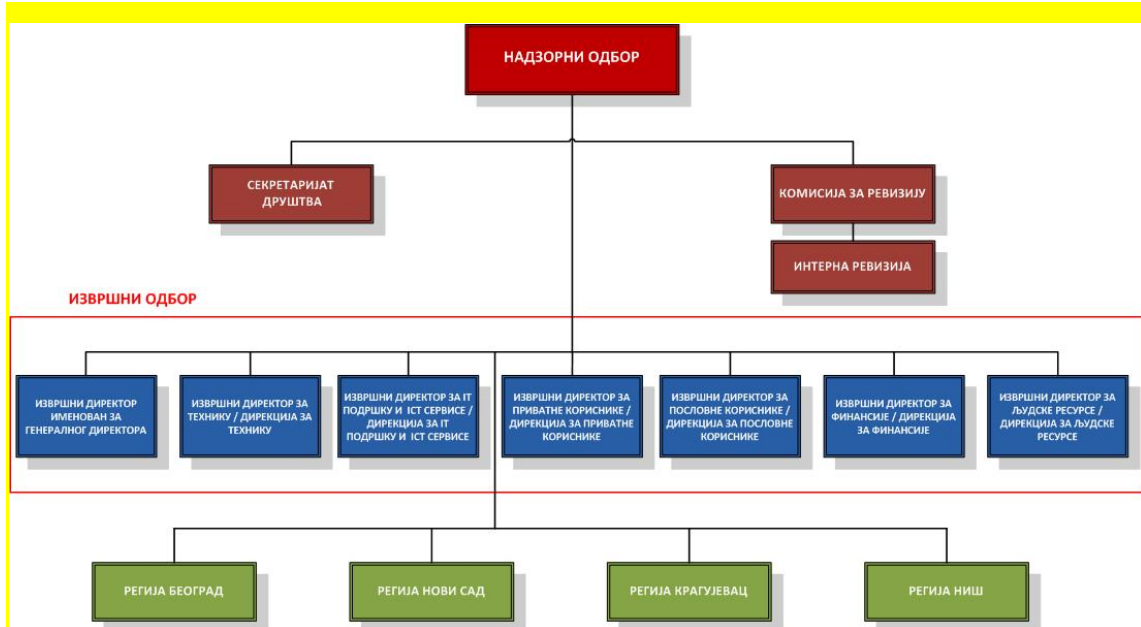 НАДЗОРНИ ОДБОР
СЕКРЕТАРИЈАТ
ДРУШТВА
КОМИСИЈА ЗА РЕВИЗИЈУ
ИНТЕРНА РЕВИЗИЈА
ИЗВРШНИ ОДБОР
ИЗВРШНИ ДИРЕКТОР
ИМЕНОВАН ЗА
ГЕНЕРАЛНОГ ДИРЕКТОРА
ИЗВРШНИ ДИРЕКТОР ЗА
ТЕХНИКУ / ДИРЕКЦИЈА ЗА
ТЕХНИКУ
ИЗВРШНИ ДИРЕКТОР ЗА IT
ПОДРШКУ И ICT СЕРВИСЕ /
ДИРЕКЦИЈА ЗА IT
ПОДРШКУ И ICT СЕРВИСЕ
ИЗВРШНИ ДИРЕКТОР ЗА
ПРИВАТНЕ КОРИСНИКЕ /
ДИРЕКЦИЈА ЗА ПРИВАТНЕ
КОРИСНИКЕ
ИЗВРШНИ ДИРЕКТОР ЗА
ПОСЛОВНЕ КОРИСНИКЕ /
ДИРЕКЦИЈА ЗА ПОСЛОВНЕ
КОРИСНИКЕ
ИЗВРШНИ ДИРЕКТОР ЗА
ФИНАНСИЈЕ / ДИРЕКЦИЈА
ЗА ФИНАНСИЈЕ
ИЗВРШНИ ДИРЕКТОР ЗА
ЉУДСКЕ РЕСУРСЕ /
ДИРЕКЦИЈА ЗА ЉУДСКЕ
РЕСУРСЕ
РЕГИЈА БЕОГРАД
РЕГИЈА НОВИ САД
РЕГИЈА КРАГУЈЕВАЦ
РЕГИЈА НИШ